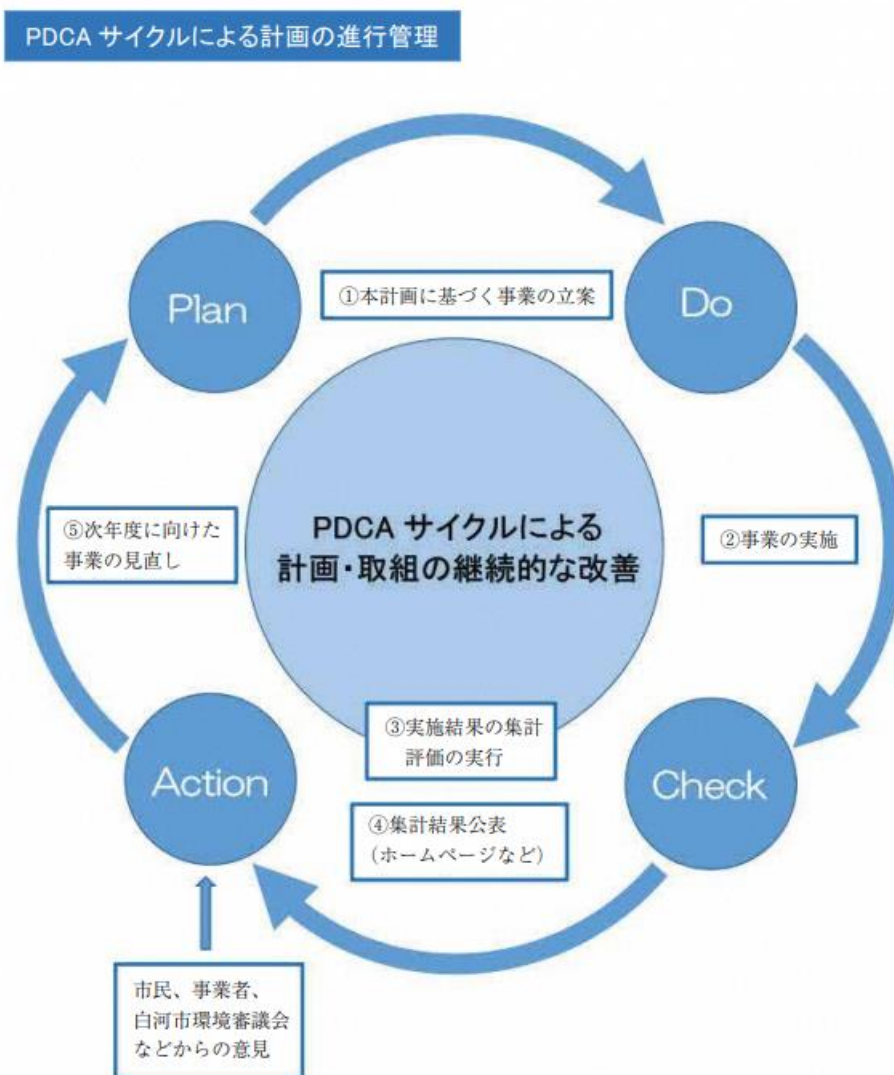 PDCA サイクルによる計画の進行管理
Plan
①本計画に基づく事業の立案
Do
⑤次年度に向けた
事業の見直し
PDCA サイクルによる
計画・取組の継続的な改善
②事業の実施
③実施結果の集計
評価の実行
Action
Check
④集計結果公表
（ホームページなど）
市民、事業者、
白河市環境審議会
などからの意見